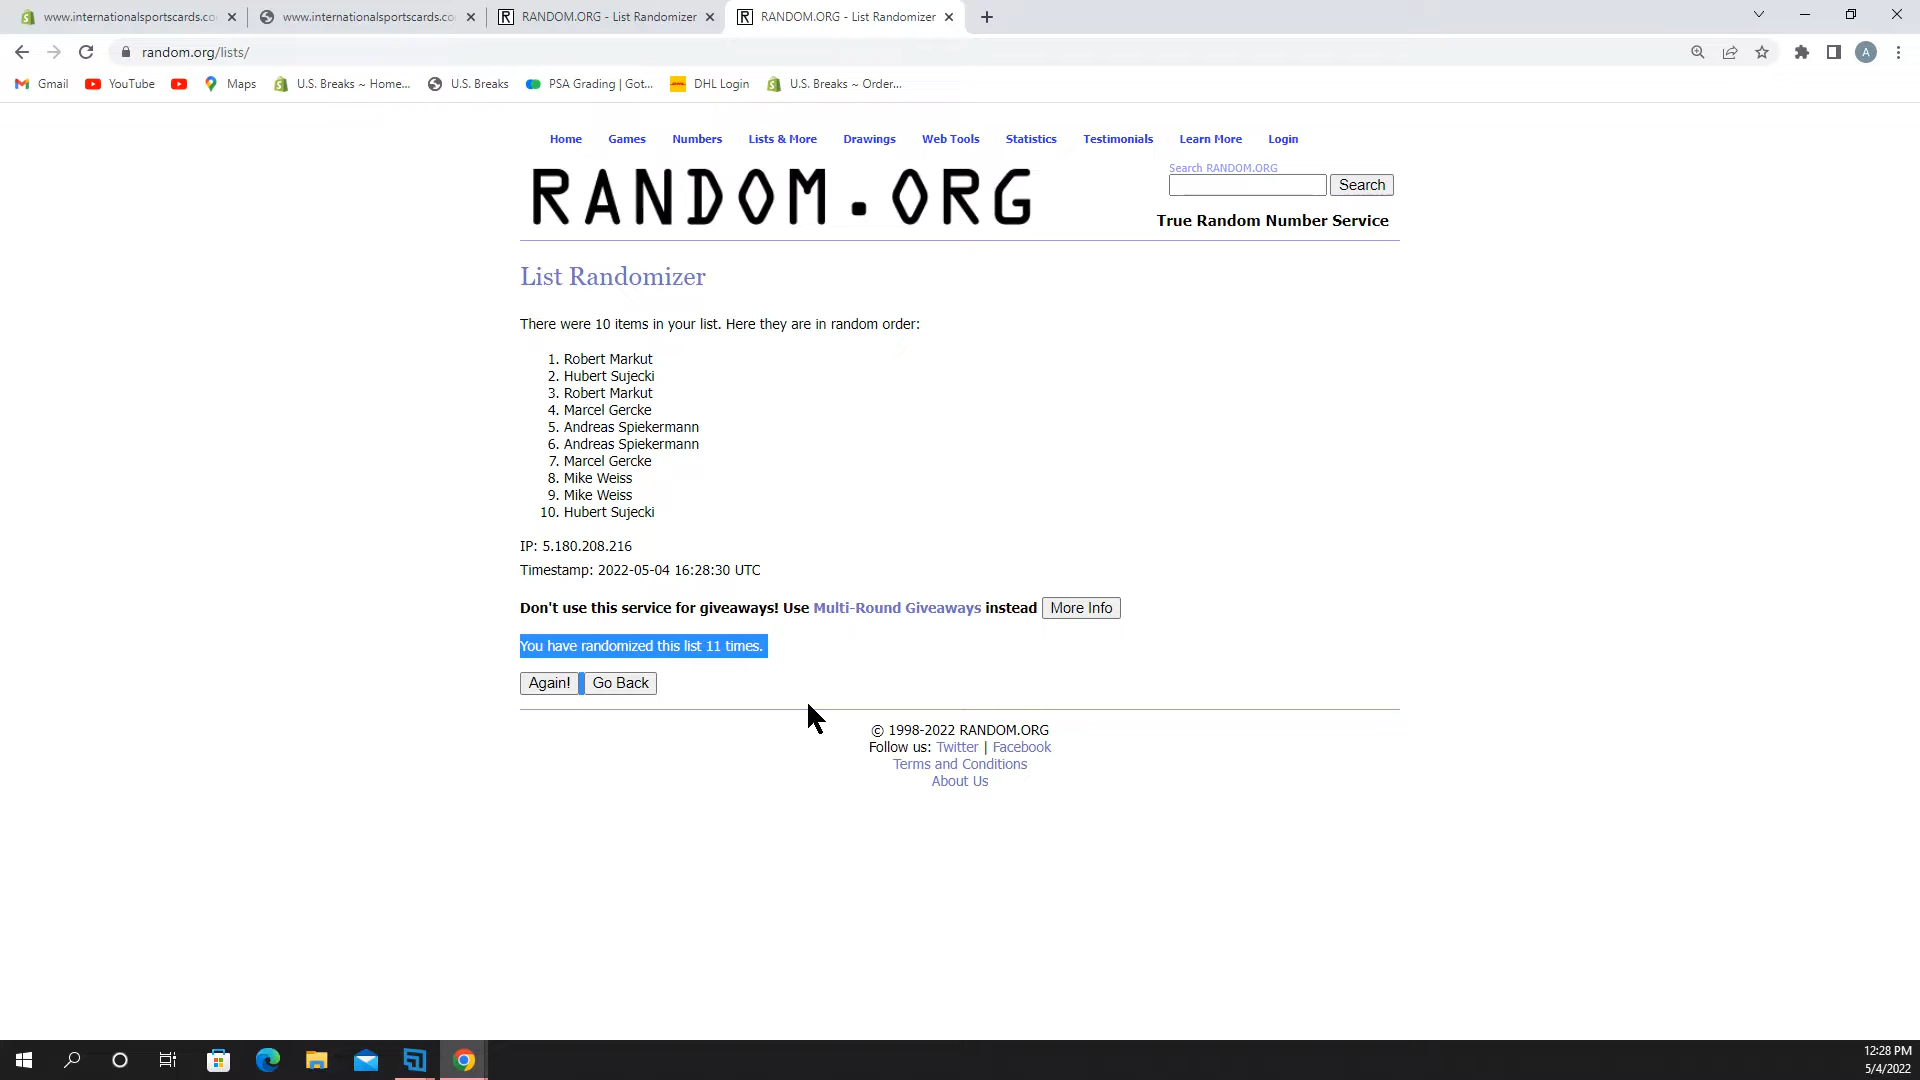 www.internationalsportscards.co
www.internationalsportscards.co
RANDOM.ORG - List Randomizer
RANDOM.ORG - List Randomizer
random.org/lists/
A
Gmail
YouTube
Maps
U.S. Breaks ~ Home...
U.S. Breaks
PSA Grading | Got...
DHL Login
U.S. Breaks ~ Order...
Home Games Numbers Lists & More Drawings Web Tools Statistics Testimonials Learn More Login
RANDOM.ORG
Search RANDOM.ORG
Search
True Random Number Service
List Randomizer
There were 10 items in your list. Here they are in random order:
1. Robert Markut
2. Hubert Sujecki
3. Robert Markut
4. Marcel Gercke
5. Andreas Spiekermann
6. Andreas Spiekermann
7. Marcel Gercke
8. Mike Weiss
9. Mike Weiss
10. Hubert Sujecki
IP: 5.180.208.216
Timestamp: 2022-05-04 16:28:30 UTC
Don't use this service for giveaways! Use Multi-Round Giveaways instead More Info
You have randomized this list 11 times.
Again! Go Back
© 1998-2022 RANDOM.ORG
Follow us: Twitter | Facebook
Terms and Conditions
About Us
12:28 PM
5/4/2022